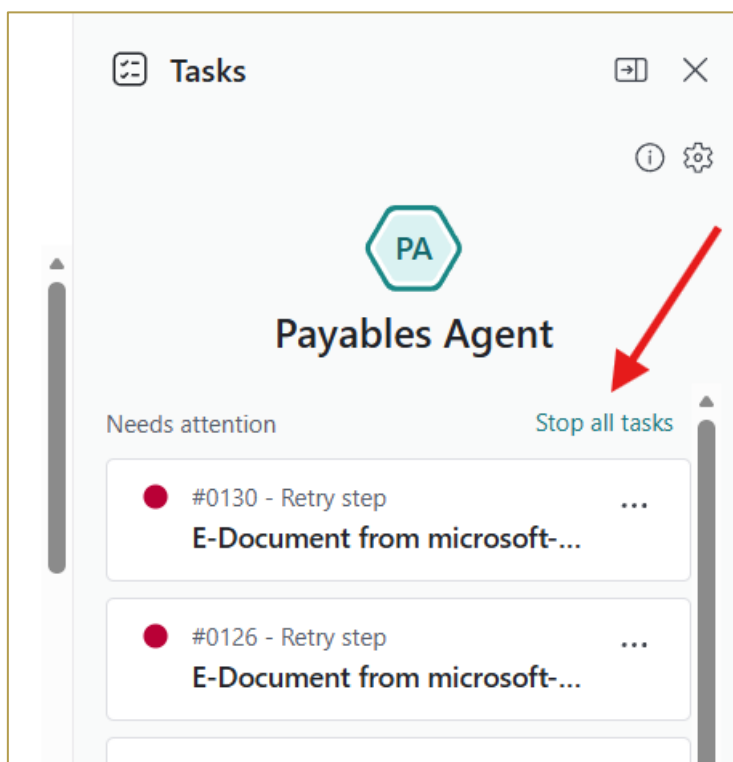 Tasks
PA
Payables Agent
Needs attention
Stop all tasks
#0130 - Retry step
...
E-Document from microsoft-...
#0126 - Retry step
...
E-Document from microsoft-...